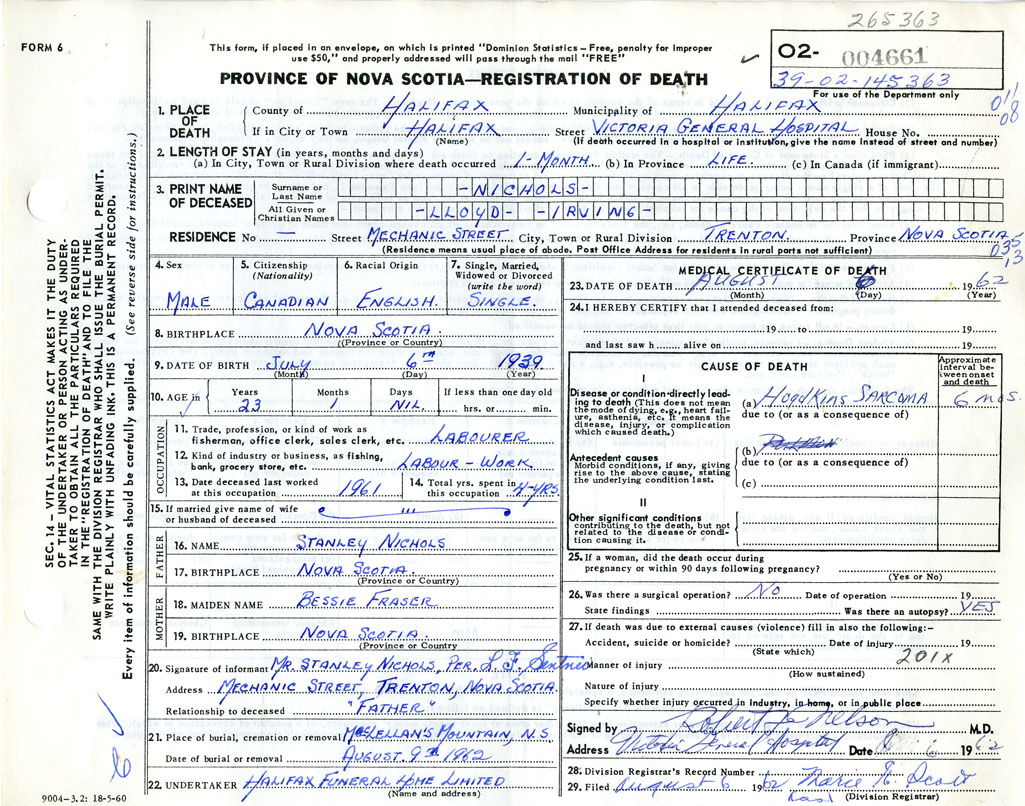 265363
FORM 6
This form, if placed in an envelope, on which is printed "Dominion Statistics – Free, penalty for improper
use $50," and properly addressed will pass through the mail "FREE"
PROVINCE OF NOVA SCOTIA—REGISTRATION OF DEATH
02- 004661
39-02-145363
For use of the Department only
011
08
1. PLACE OF DEATH
County of HALIFAX Municipality of HALIFAX
If in City or Town HALIFAX Street VICTORIA GENERAL HOSPITAL House No.
(Name) (If death occurred in a hospital or institution, give the name instead of street and number)
2. LENGTH OF STAY (in years, months and days)
(a) In City, Town or Rural Division where death occurred 1-MONTH (b) In Province LIFE (c) In Canada (if immigrant)
3. PRINT NAME OF DECEASED
Surname or Last Name -NICHOLS-
All Given or Christian Names -LLOYD- -IRVING-
RESIDENCE No — Street MECHANIC STREET City, Town or Rural Division TRENTON Province NOVA SCOTIA
(Residence means usual place of abode. Post Office Address for residents in rural parts not sufficient)
035
13
4. Sex MALE
5. Citizenship (Nationality) CANADIAN
6. Racial Origin ENGLISH.
7. Single, Married, Widowed or Divorced (write the word) SINGLE.
8. BIRTHPLACE NOVA SCOTIA.
(Province or Country)
9. DATE OF BIRTH JULY 6TH 1939
(Month) (Day) (Year)
10. AGE in Years 23 Months 1 Days NIL. If less than one day old hrs. or min.
OCCUPATION
11. Trade, profession, or kind of work as
fisherman, office clerk, sales clerk, etc. LABOURER
12. Kind of industry or business, as fishing,
bank, grocery store, etc. LABOUR-WORK.
13. Date deceased last worked
at this occupation 1961
14. Total yrs. spent in
this occupation 4-YRS.
15. If married give name of wife
or husband of deceased
FATHER
16. NAME STANLEY NICHOLS
17. BIRTHPLACE NOVA SCOTIA.
(Province or Country)
MOTHER
18. MAIDEN NAME BESSIE FRASER
19. BIRTHPLACE NOVA SCOTIA.
(Province or Country)
20. Signature of informant MR. STANLEY NICHOLS, PER. L. F.
Address MECHANIC STREET, TRENTON, NOVA SCOTIA.
Relationship to deceased "FATHER"
21. Place of burial, cremation or removal MacLELLAN'S MOUNTAIN, N.S
Date of burial or removal AUGUST. 9TH 1962
22. UNDERTAKER HALIFAX FUNERAL HOME LIMITED
(Name and address)
9004–3.2: 18-5-60
MEDICAL CERTIFICATE OF DEATH
23. DATE OF DEATH AUGUST 6 1962
(Month) (Day) (Year)
24. I HEREBY CERTIFY that I attended deceased from:
19 to 19
and last saw h alive on 19
CAUSE OF DEATH
Approximate interval between onset and death
I
Disease or condition directly leading to death (This does not mean the mode of dying, e.g., heart failure, asthenia, etc. It means the disease, injury, or complication which caused death.)
(a) HODGKINS SARCOMA 6 mos.
due to (or as a consequence of)
Antecedent causes
Morbid conditions, if any, giving rise to the above cause, stating the underlying condition last.
(b)
due to (or as a consequence of)
(c)
II
Other significant conditions
contributing to the death, but not related to the disease or condition causing it.
25. If a woman, did the death occur during
pregnancy or within 90 days following pregnancy?
(Yes or No)
26. Was there a surgical operation? NO Date of operation 19
State findings Was there an autopsy? YES
27. If death was due to external causes (violence) fill in also the following:–
Accident, suicide or homicide? Date of Injury 19
(State which) 201X
Manner of injury
(How sustained)
Nature of injury
Specify whether injury occurred in Industry, in home, or in public place
Signed by Robert J. Nelson M.D.
Address Victoria General Hospital Date 6 1962
28. Division Registrar's Record Number
29. Filed August 6 1962 Marie E. Scott
(Division Registrar)
SEC. 14 – VITAL STATISTICS ACT MAKES IT THE DUTY
OF THE UNDERTAKER OR PERSON ACTING AS UNDER-
TAKER TO OBTAIN ALL THE PARTICULARS REQUIRED
IN THE "REGISTRATION OF DEATH" AND TO FILE THE
SAME WITH THE DIVISION REGISTRAR WHO SHALL ISSUE THE BURIAL PERMIT.
WRITE PLAINLY WITH UNFADING INK. THIS IS A PERMANENT RECORD.
Every item of information should be carefully supplied. (See reverse side for instructions.)